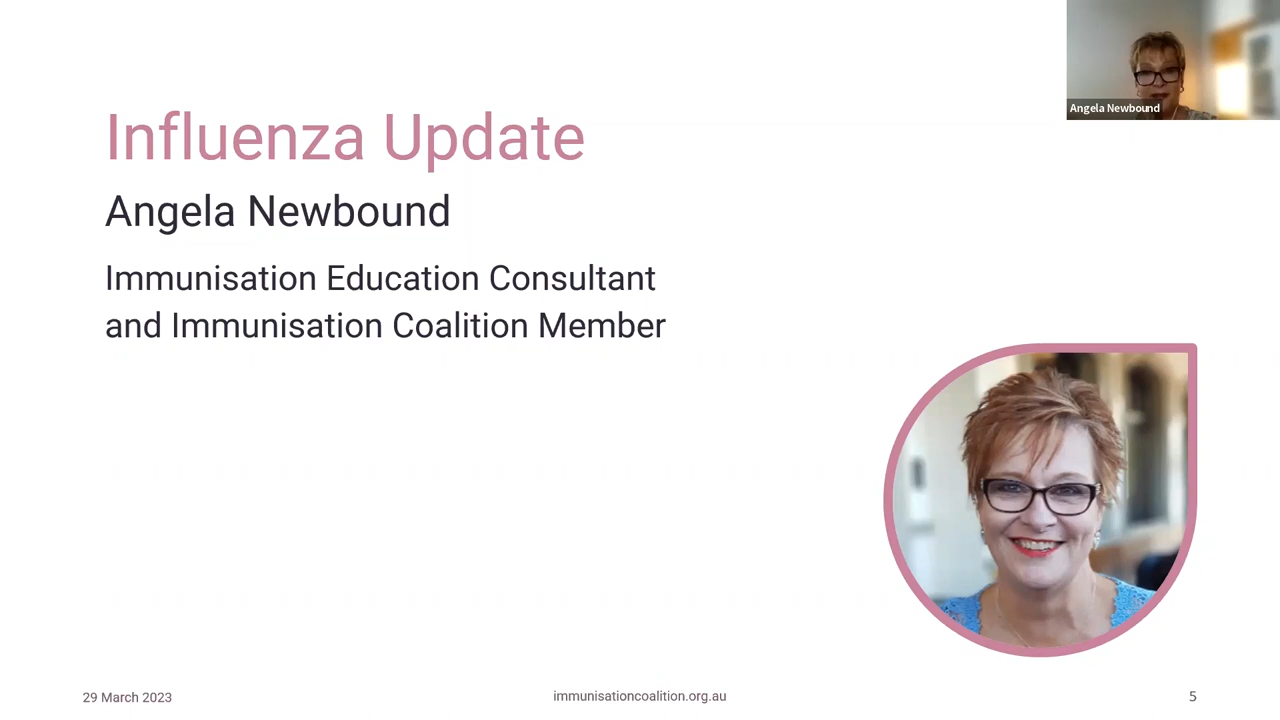 Angela Newbound
Influenza Update
Angela Newbound
Immunisation Education Consultant
and Immunisation Coalition Member
29 March 2023
immunisationcoalition.org.au
5